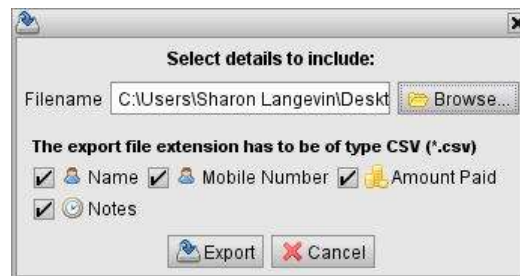 Select details to include:
Filename C:\Users\Sharon Langevin\Deskt Browse...
The export file extension has to be of type CSV (*.csv)
Name Mobile Number Amount Paid
Notes
Export Cancel